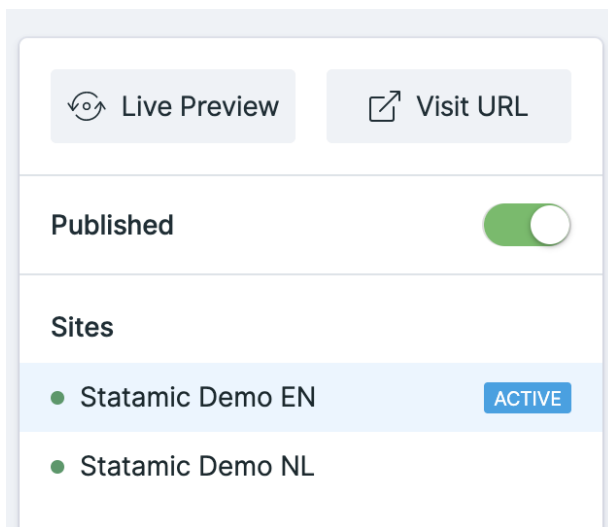 Live Preview
Visit URL
Published
Sites
Statamic Demo EN
ACTIVE
Statamic Demo NL